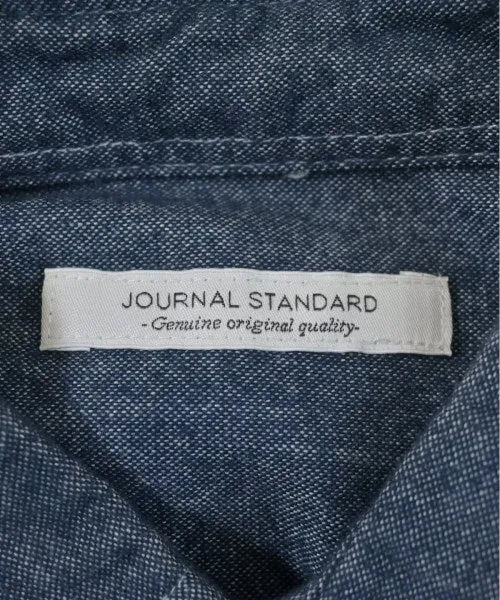 JOURNAL STANDARD
-Genuine original quality-